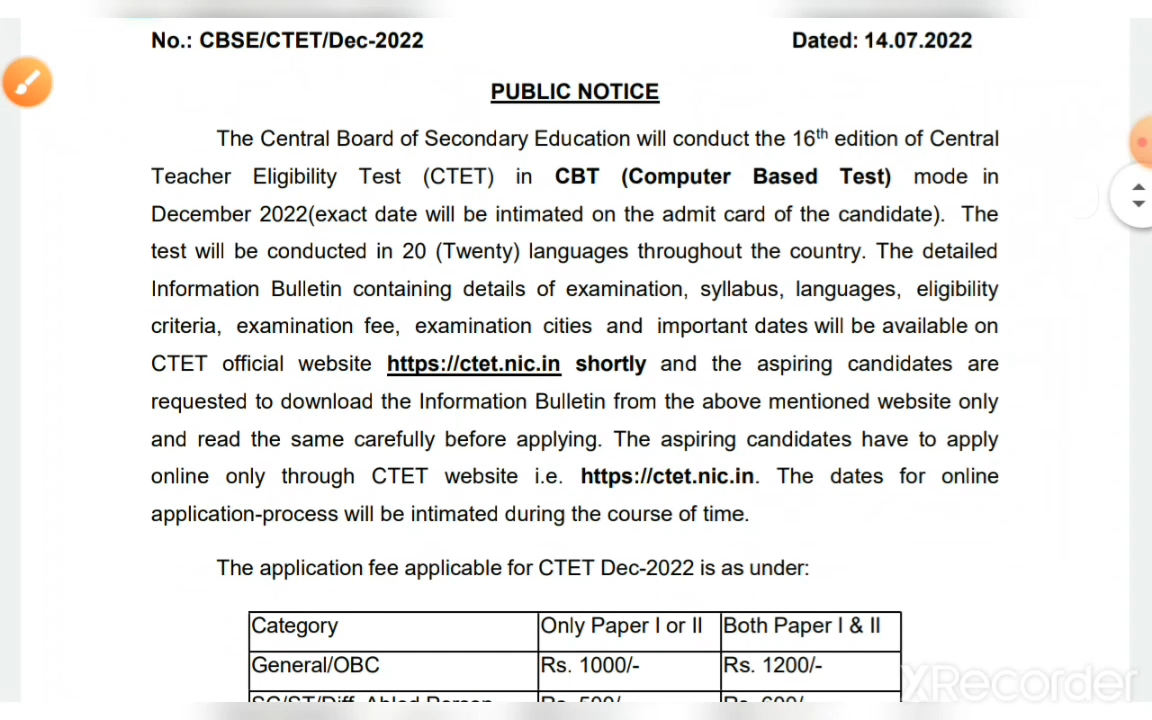 No.: CBSE/CTET/Dec-2022 Dated: 14.07.2022
PUBLIC NOTICE
The Central Board of Secondary Education will conduct the 16th edition of Central
Teacher Eligibility Test (CTET) in CBT (Computer Based Test) mode in
December 2022(exact date will be intimated on the admit card of the candidate). The
test will be conducted in 20 (Twenty) languages throughout the country. The detailed
Information Bulletin containing details of examination, syllabus, languages, eligibility
criteria, examination fee, examination cities and important dates will be available on
CTET official website https://ctet.nic.in shortly and the aspiring candidates are
requested to download the Information Bulletin from the above mentioned website only
and read the same carefully before applying. The aspiring candidates have to apply
online only through CTET website i.e. https://ctet.nic.in. The dates for online
application-process will be intimated during the course of time.
The application fee applicable for CTET Dec-2022 is as under:
Category Only Paper I or II Both Paper I & II
General/OBC Rs. 1000/- Rs. 1200/-
SC/ST/Diff. Abled Person Rs. 500/- Rs. 600/-
XRecorder